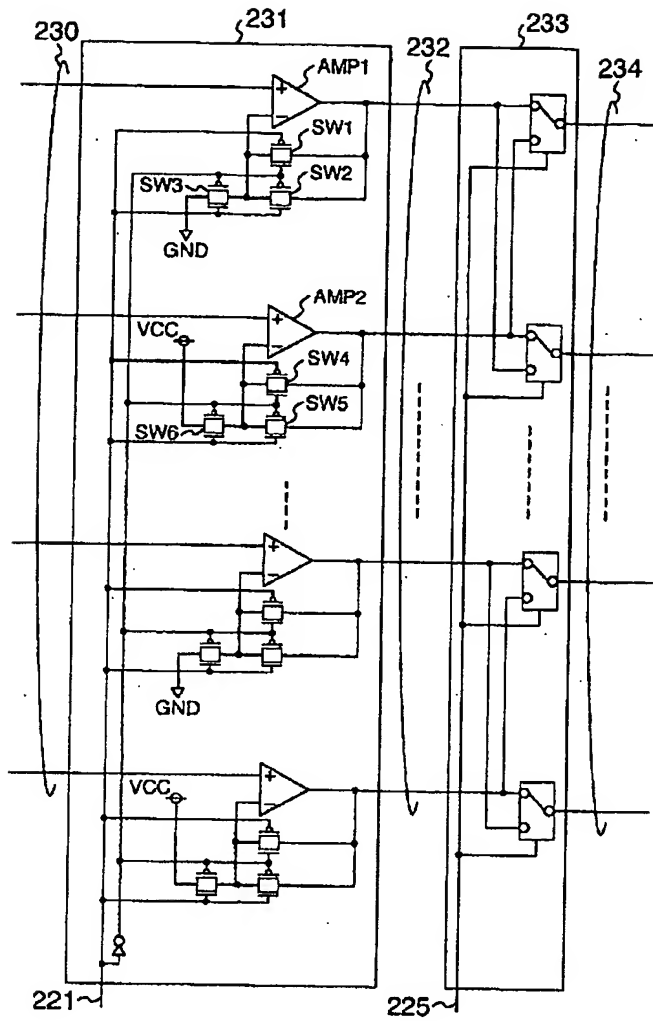 230
231
232
233
234
AMP1
SW1
SW3
SW2
GND
AMP2
VCC
SW4
SW5
SW6
+
−
+
−
+
−
GND
+
−
VCC
221
225